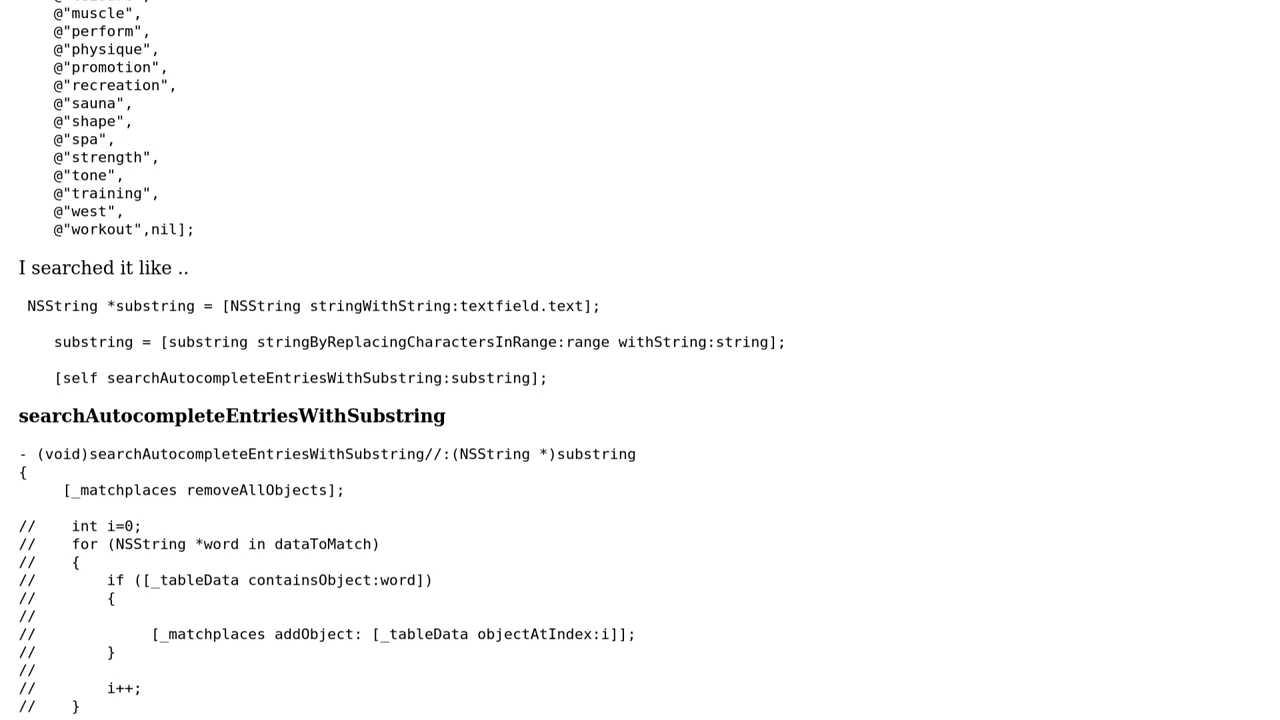 @"muscle",
@"perform",
@"physique",
@"promotion",
@"recreation",
@"sauna",
@"shape",
@"spa",
@"strength",
@"tone",
@"training",
@"west",
@"workout",nil];
I searched it like ..
NSString *substring = [NSString stringWithString:textfield.text];
substring = [substring stringByReplacingCharactersInRange:range withString:string];
[self searchAutocompleteEntriesWithSubstring:substring];
searchAutocompleteEntriesWithSubstring
- (void)searchAutocompleteEntriesWithSubstring//:(NSString *)substring
{
[_matchplaces removeAllObjects];
//    int i=0;
//    for (NSString *word in dataToMatch)
//    {
//        if ([_tableData containsObject:word])
//        {
//
//             [_matchplaces addObject: [_tableData objectAtIndex:i]];
//        }
//
//        i++;
//    }